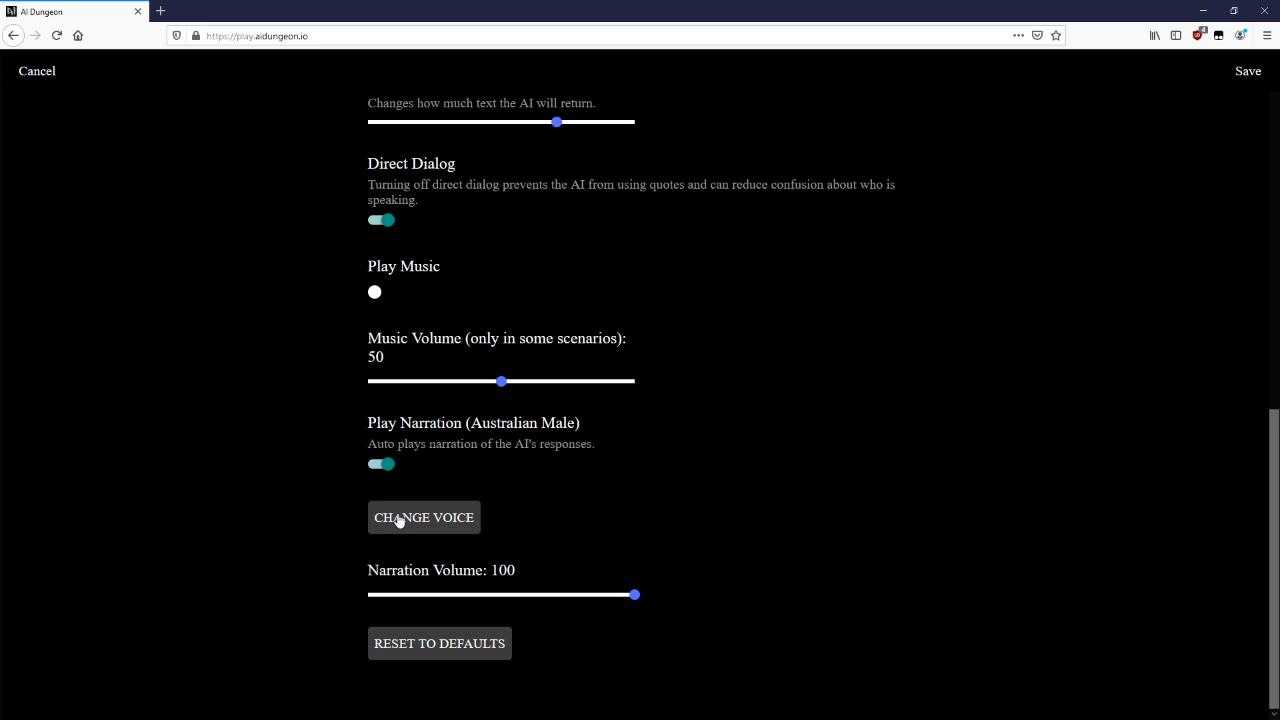 AI Dungeon
https://play.aidungeon.io
4
Cancel
Save
Changes how much text the AI will return.
Direct Dialog
Turning off direct dialog prevents the AI from using quotes and can reduce confusion about who is
speaking.
Play Music
Music Volume (only in some scenarios):
50
Play Narration (Australian Male)
Auto plays narration of the AI's responses.
CHANGE VOICE
Narration Volume: 100
RESET TO DEFAULTS